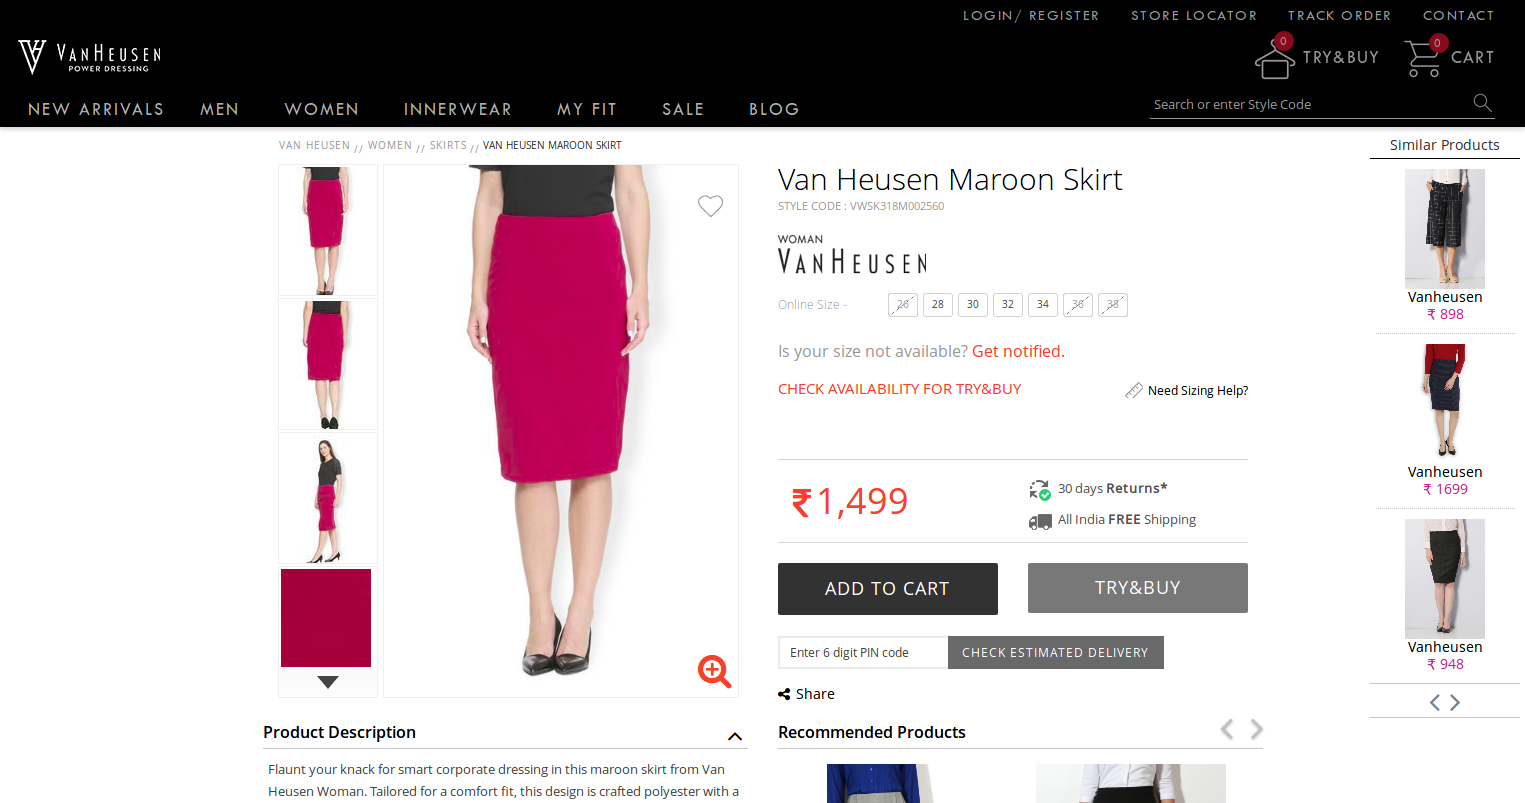 LOGIN/ REGISTER STORE LOCATOR TRACK ORDER CONTACT
VANHEUSEN
POWER DRESSING
0 TRY&BUY 0 CART
NEW ARRIVALS MEN WOMEN INNERWEAR MY FIT SALE BLOG
Search or enter Style Code
VAN HEUSEN // WOMEN // SKIRTS // VAN HEUSEN MAROON SKIRT
Van Heusen Maroon Skirt
STYLE CODE : VWSK318M002560
WOMAN
VANHEUSEN
Online Size - 26 28 30 32 34 36 38
Is your size not available? Get notified.
CHECK AVAILABILITY FOR TRY&BUY
Need Sizing Help?
₹1,499
30 days Returns*
All India FREE Shipping
ADD TO CART TRY&BUY
Enter 6 digit PIN code CHECK ESTIMATED DELIVERY
Share
Product Description
Flaunt your knack for smart corporate dressing in this maroon skirt from Van
Heusen Woman. Tailored for a comfort fit, this design is crafted polyester with a
Recommended Products
Similar Products
Vanheusen
₹ 898
Vanheusen
₹ 1699
Vanheusen
₹ 948